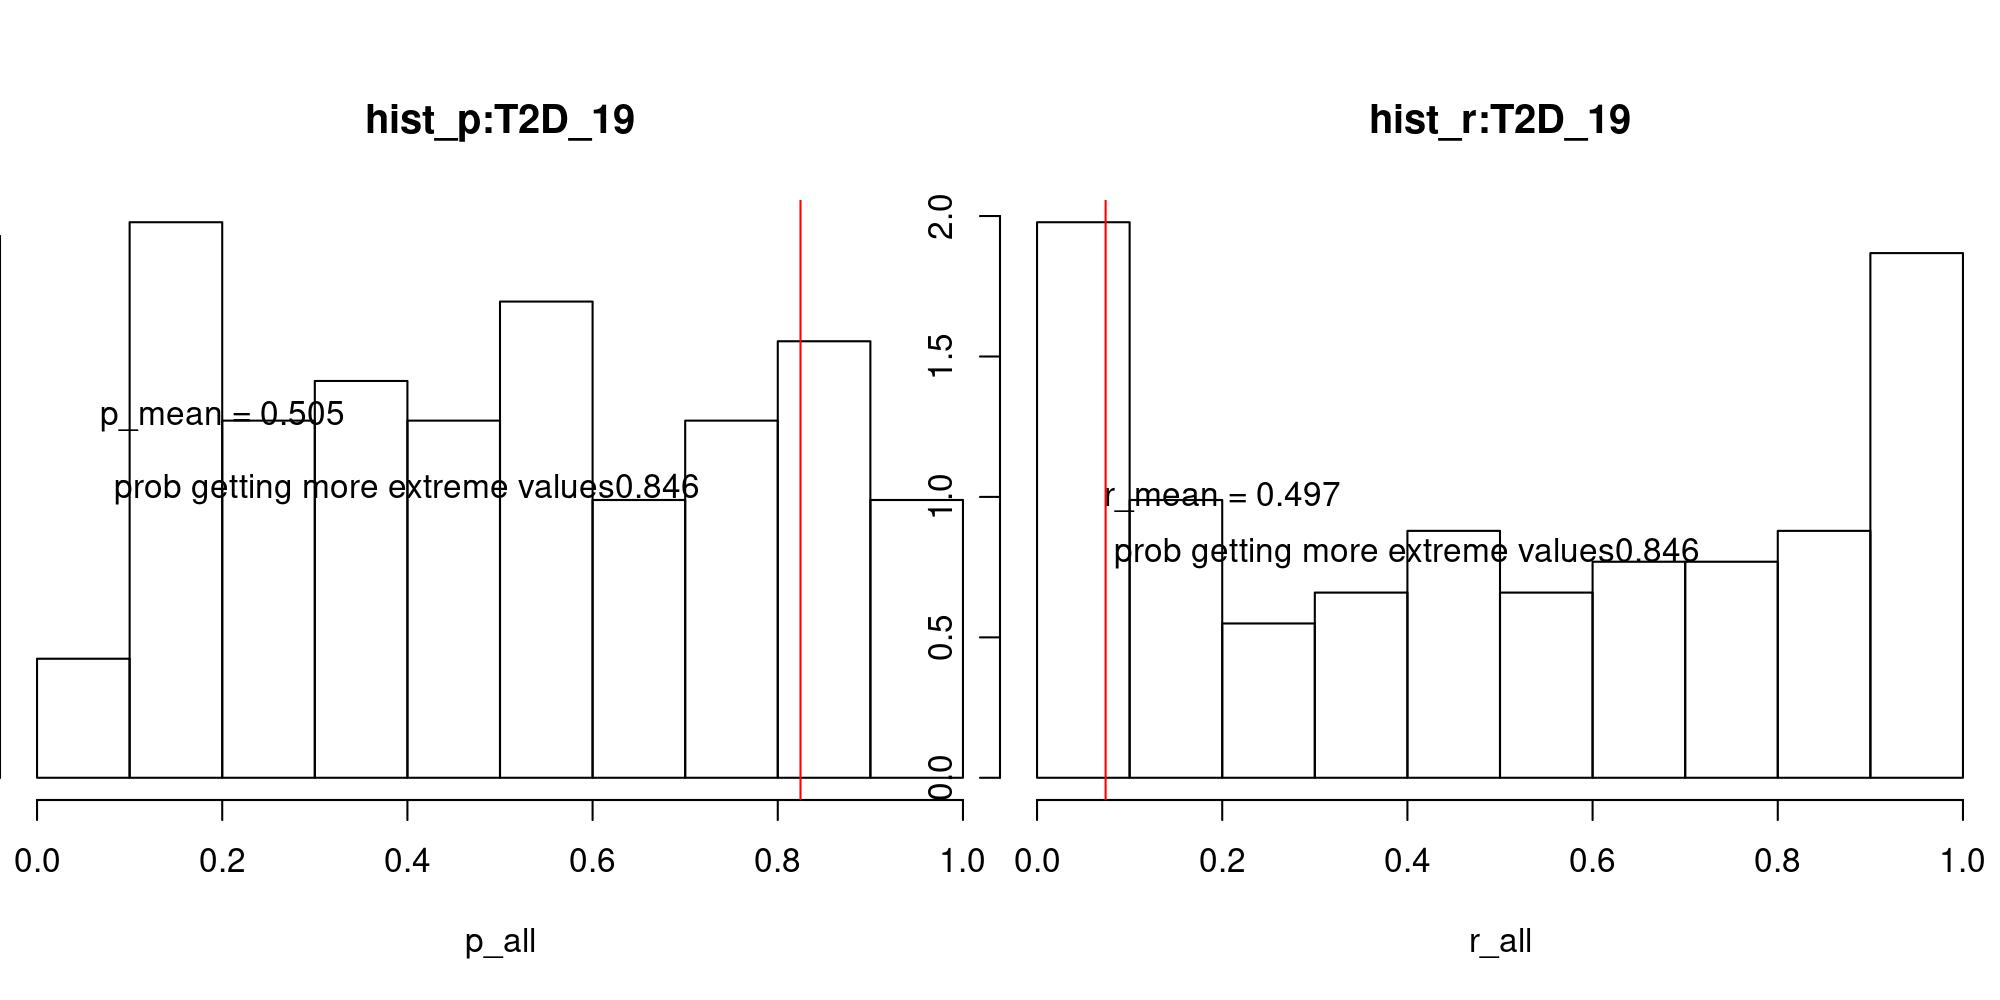 hist_p:T2D_19
p_mean = 0.505
prob getting more extreme values0.846
0.0 0.2 0.4 0.6 0.8 1.0
p_all
hist_r:T2D_19
2.0
1.5
1.0
0.5
0.0
r_mean = 0.497
prob getting more extreme values0.846
0.0 0.2 0.4 0.6 0.8 1.0
r_all